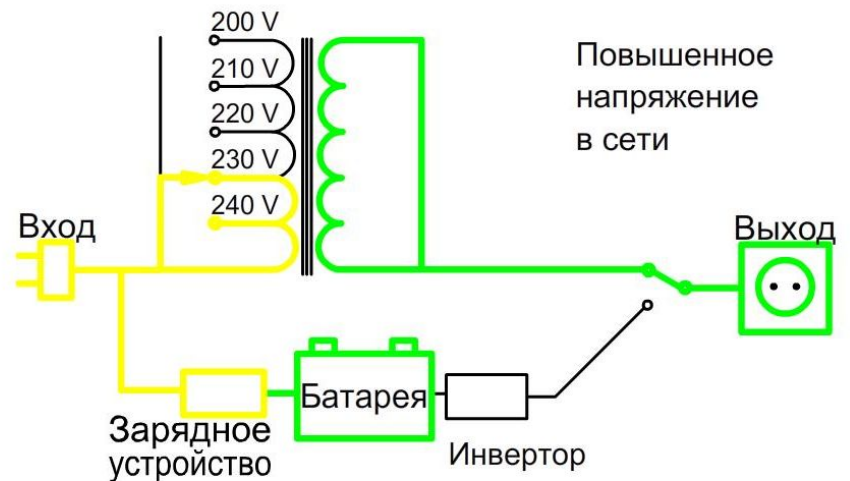 200 V
210 V
220 V
230 V
240 V
Повышенное
напряжение
в сети
Вход
Выход
Батарея
Зарядное
устройство
Инвертор